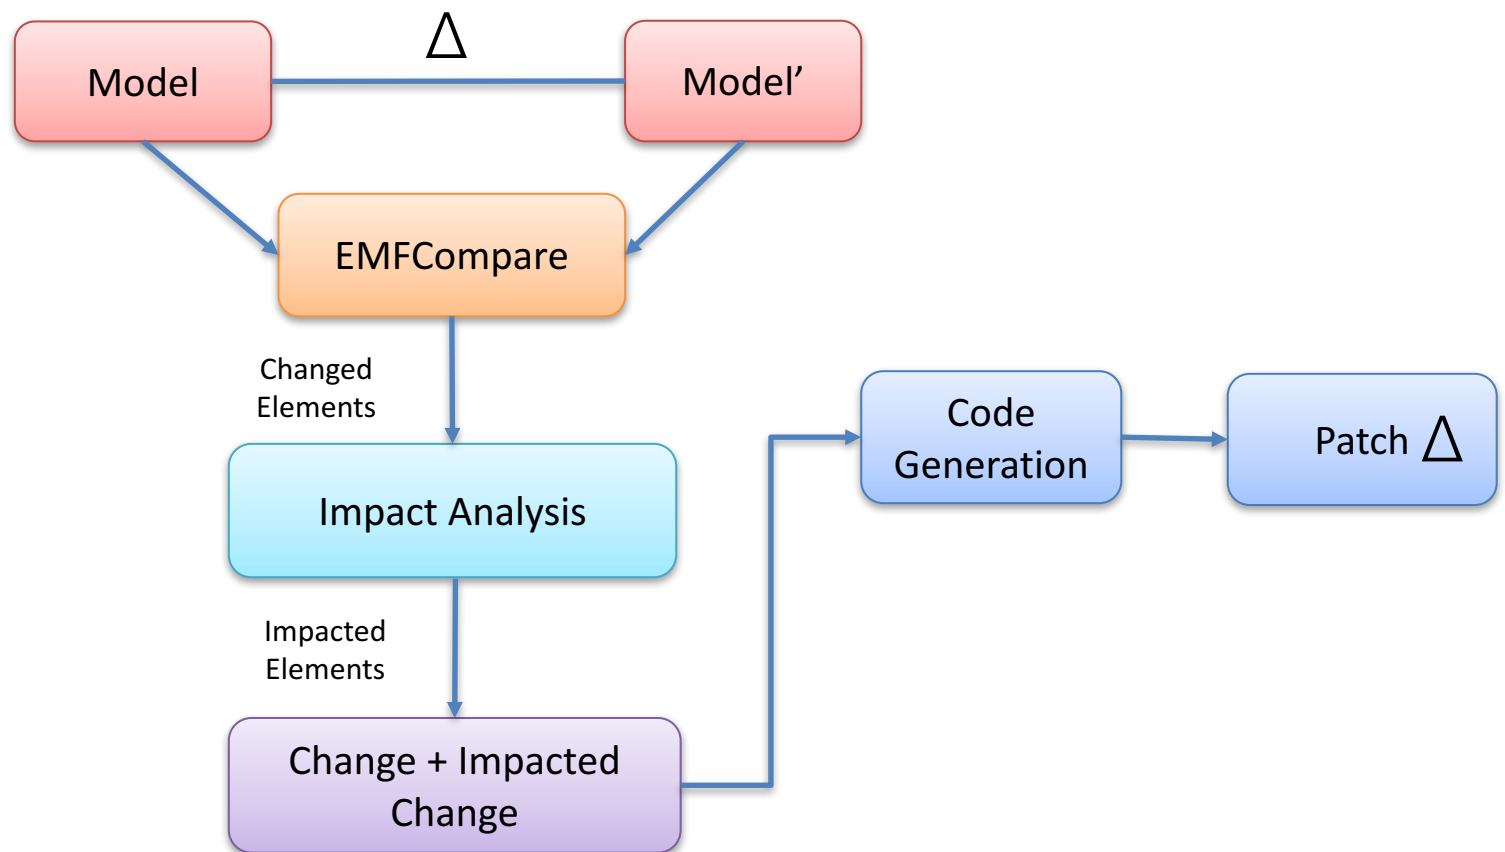 Δ
Model
Model’
EMFCompare
Changed
Elements
Impact Analysis
Impacted
Elements
Change + Impacted
Change
Code
Generation
Patch Δ